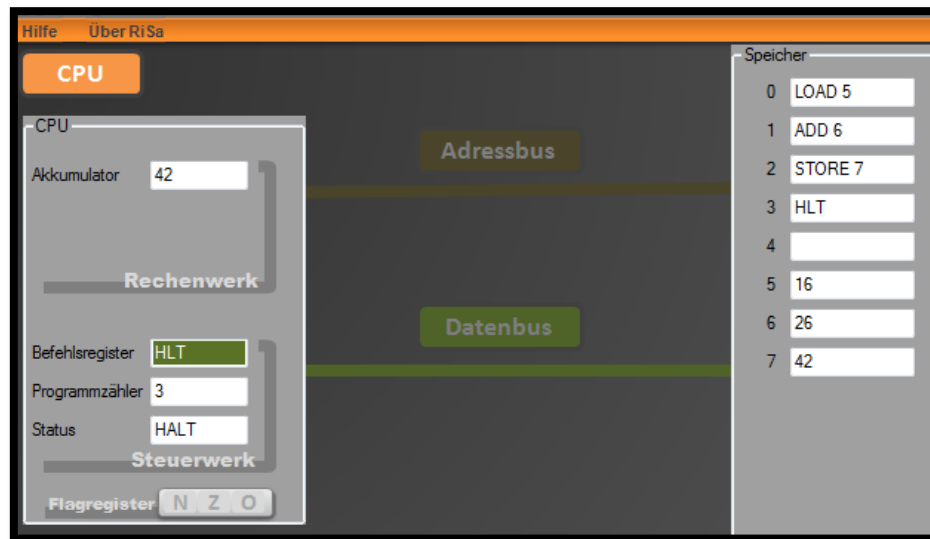 Hilfe Über RiSa
CPU
CPU
Akkumulator 42
Rechenwerk
Befehlsregister HLT
Programmzähler 3
Status HALT
Steuerwerk
Flagregister N Z O
Adressbus
Datenbus
Speicher
0 LOAD 5
1 ADD 6
2 STORE 7
3 HLT
4
5 16
6 26
7 42